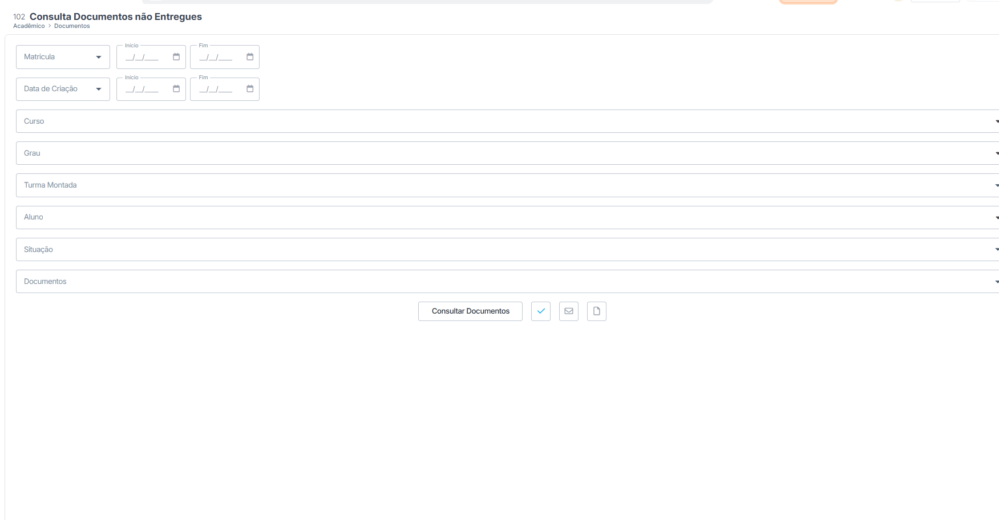 102 Consulta Documentos não Entregues
Acadêmico > Documentos
Matricula Inicio __/__/____ Fim __/__/____
Data de Criação Inicio __/__/____ Fim __/__/____
Curso
Grau
Turma Montada
Aluno
Situação
Documentos
Consultar Documentos